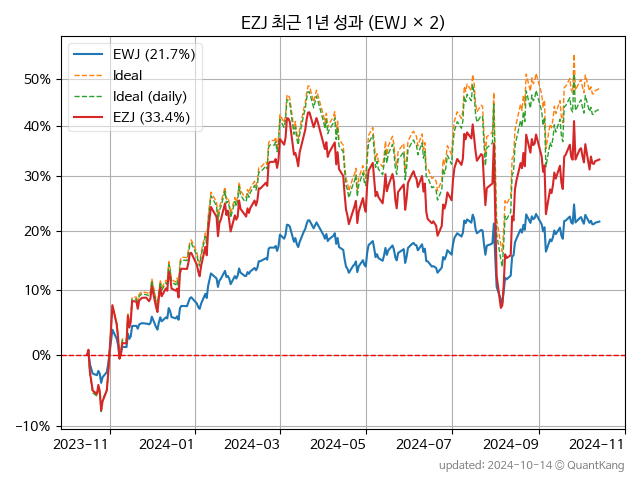 EZJ 최근 1년 성과 (EWJ × 2)
EWJ (21.7%)
Ideal
Ideal (daily)
EZJ (33.4%)
50%
40%
30%
20%
10%
0%
−10%
2023−11 2024−01 2024−03 2024−05 2024−07 2024−09 2024−11
updated: 2024-10-14 © QuantKang